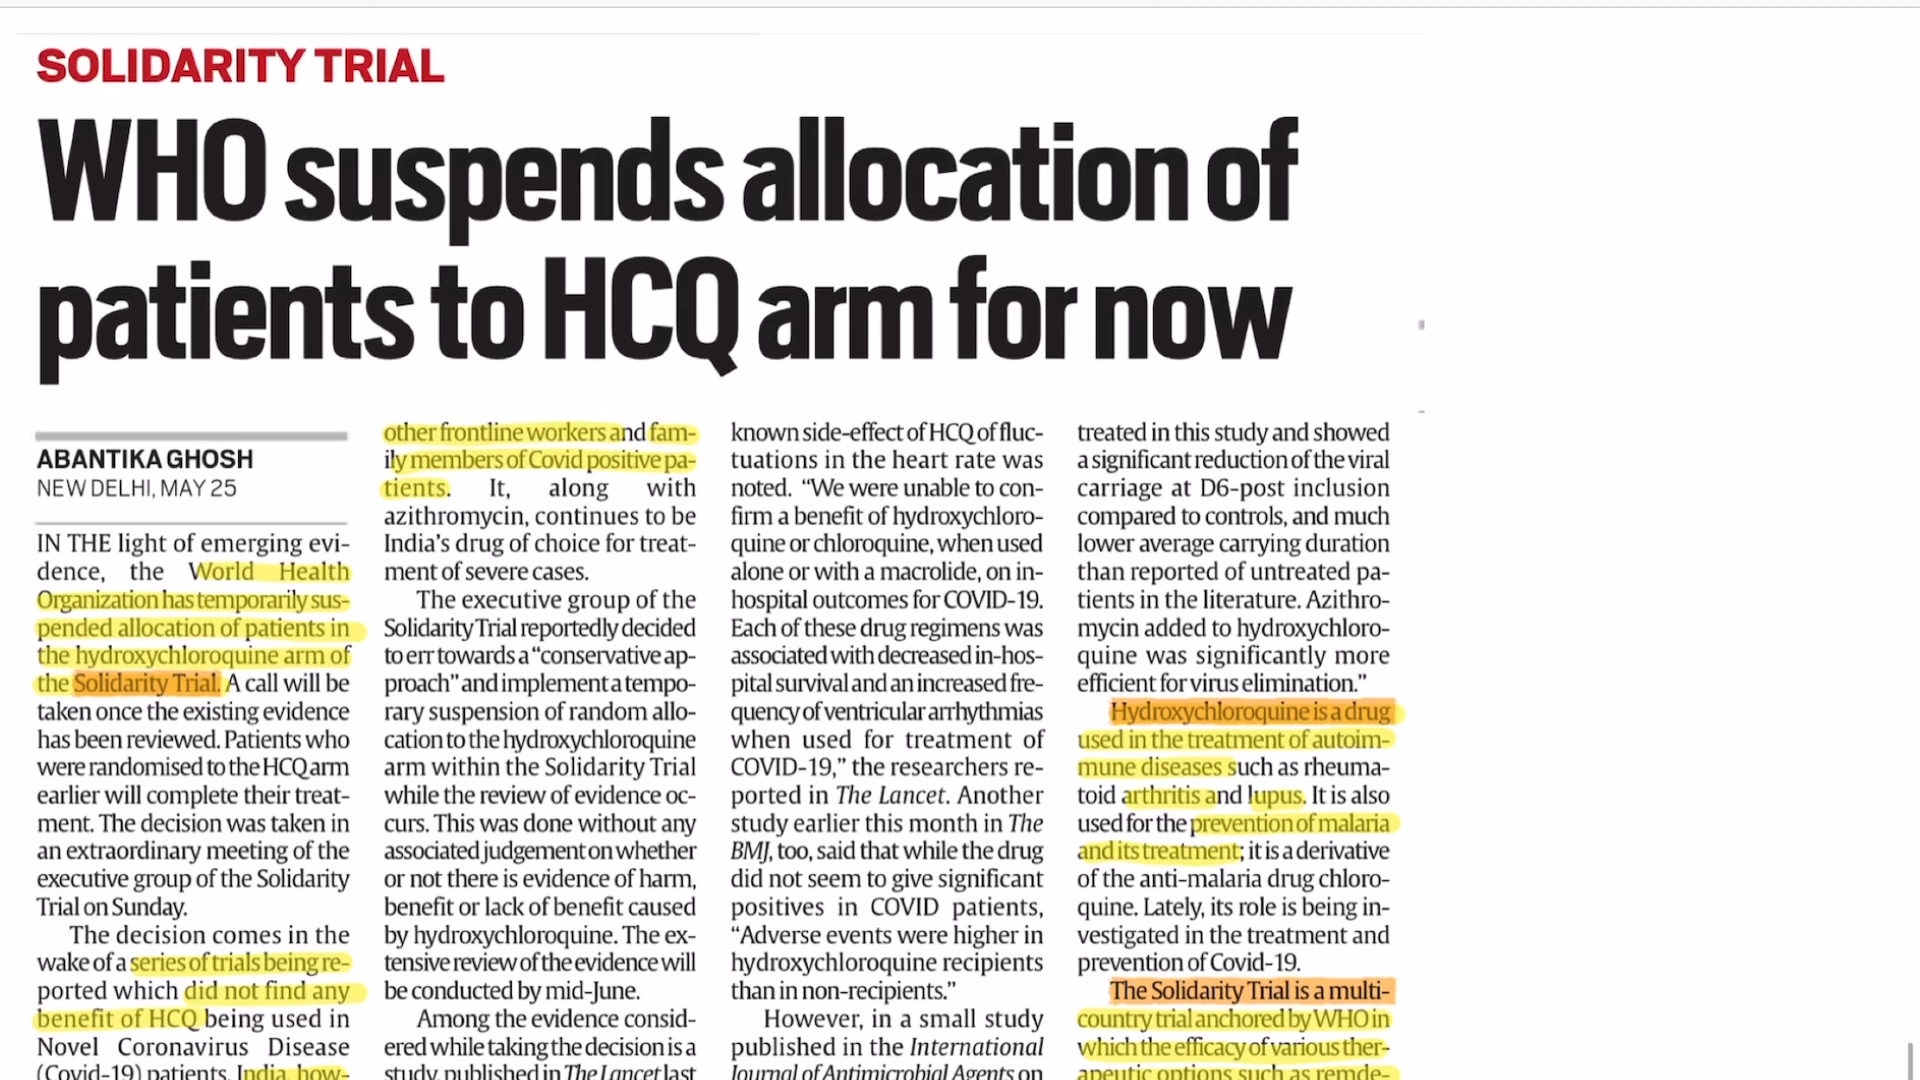 SOLIDARITY TRIAL
WHO suspends allocation of
patients to HCQ arm for now
ABANTIKA GHOSH
NEW DELHI, MAY 25
IN THE light of emerging evi-
dence, the World Health
Organization has temporarily sus-
pended allocation of patients in
the hydroxychloroquine arm of
the Solidarity Trial. A call will be
taken once the existing evidence
has been reviewed. Patients who
were randomised to the HCQ arm
earlier will complete their treat-
ment. The decision was taken in
an extraordinary meeting of the
executive group of the Solidarity
Trial on Sunday.
The decision comes in the
wake of a series of trials being re-
ported which did not find any
benefit of HCQ being used in
Novel Coronavirus Disease
(Covid-19) patients. India, how-
other frontline workers and fam-
ily members of Covid positive pa-
tients. It, along with
azithromycin, continues to be
India's drug of choice for treat-
ment of severe cases.
The executive group of the
Solidarity Trial reportedly decided
to err towards a “conservative ap-
proach” and implement a tempo-
rary suspension of random allo-
cation to the hydroxychloroquine
arm within the Solidarity Trial
while the review of evidence oc-
curs. This was done without any
associated judgement on whether
or not there is evidence of harm,
benefit or lack of benefit caused
by hydroxychloroquine. The ex-
tensive review of the evidence will
be conducted by mid-June.
Among the evidence consid-
ered while taking the decision is a
study, published in The Lancet last
known side-effect of HCQ of fluc-
tuations in the heart rate was
noted. “We were unable to con-
firm a benefit of hydroxychloro-
quine or chloroquine, when used
alone or with a macrolide, on in-
hospital outcomes for COVID-19.
Each of these drug regimens was
associated with decreased in-hos-
pital survival and an increased fre-
quency of ventricular arrhythmias
when used for treatment of
COVID-19,” the researchers re-
ported in The Lancet. Another
study earlier this month in The
BMJ, too, said that while the drug
did not seem to give significant
positives in COVID patients,
“Adverse events were higher in
hydroxychloroquine recipients
than in non-recipients.”
However, in a small study
published in the International
Journal of Antimicrobial Agents on
treated in this study and showed
a significant reduction of the viral
carriage at D6-post inclusion
compared to controls, and much
lower average carrying duration
than reported of untreated pa-
tients in the literature. Azithro-
mycin added to hydroxychloro-
quine was significantly more
efficient for virus elimination.”
Hydroxychloroquine is a drug
used in the treatment of autoim-
mune diseases such as rheuma-
toid arthritis and lupus. It is also
used for the prevention of malaria
and its treatment; it is a derivative
of the anti-malaria drug chloro-
quine. Lately, its role is being in-
vestigated in the treatment and
prevention of Covid-19.
The Solidarity Trial is a multi-
country trial anchored by WHO in
which the efficacy of various ther-
apeutic options such as remde-